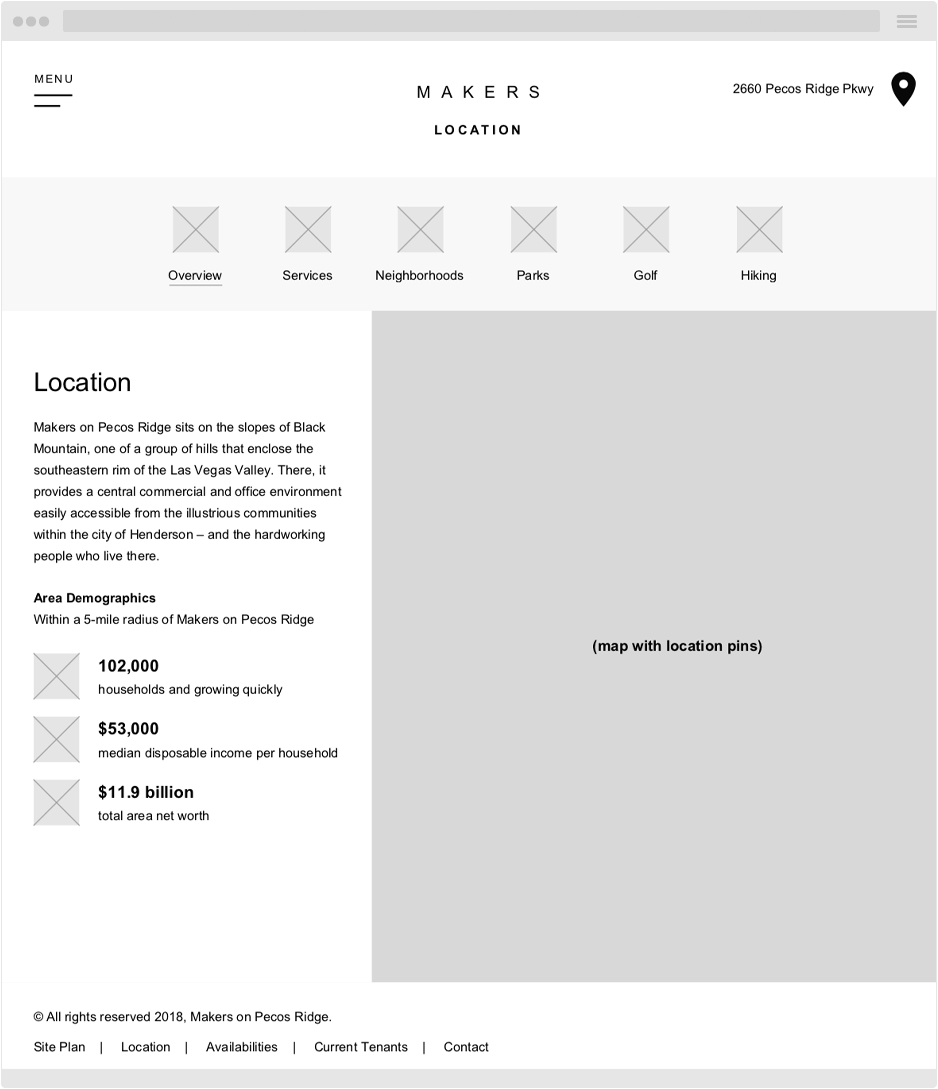 MENU
MAKERS
2660 Pecos Ridge Pkwy
LOCATION
Overview
Services
Neighborhoods
Parks
Golf
Hiking
Location
Makers on Pecos Ridge sits on the slopes of Black
Mountain, one of a group of hills that enclose the
southeastern rim of the Las Vegas Valley. There, it
provides a central commercial and office environment
easily accessible from the illustrious communities
within the city of Henderson – and the hardworking
people who live there.
Area Demographics
Within a 5-mile radius of Makers on Pecos Ridge
102,000
households and growing quickly
$53,000
median disposable income per household
$11.9 billion
total area net worth
(map with location pins)
© All rights reserved 2018, Makers on Pecos Ridge.
Site Plan | Location | Availabilities | Current Tenants | Contact